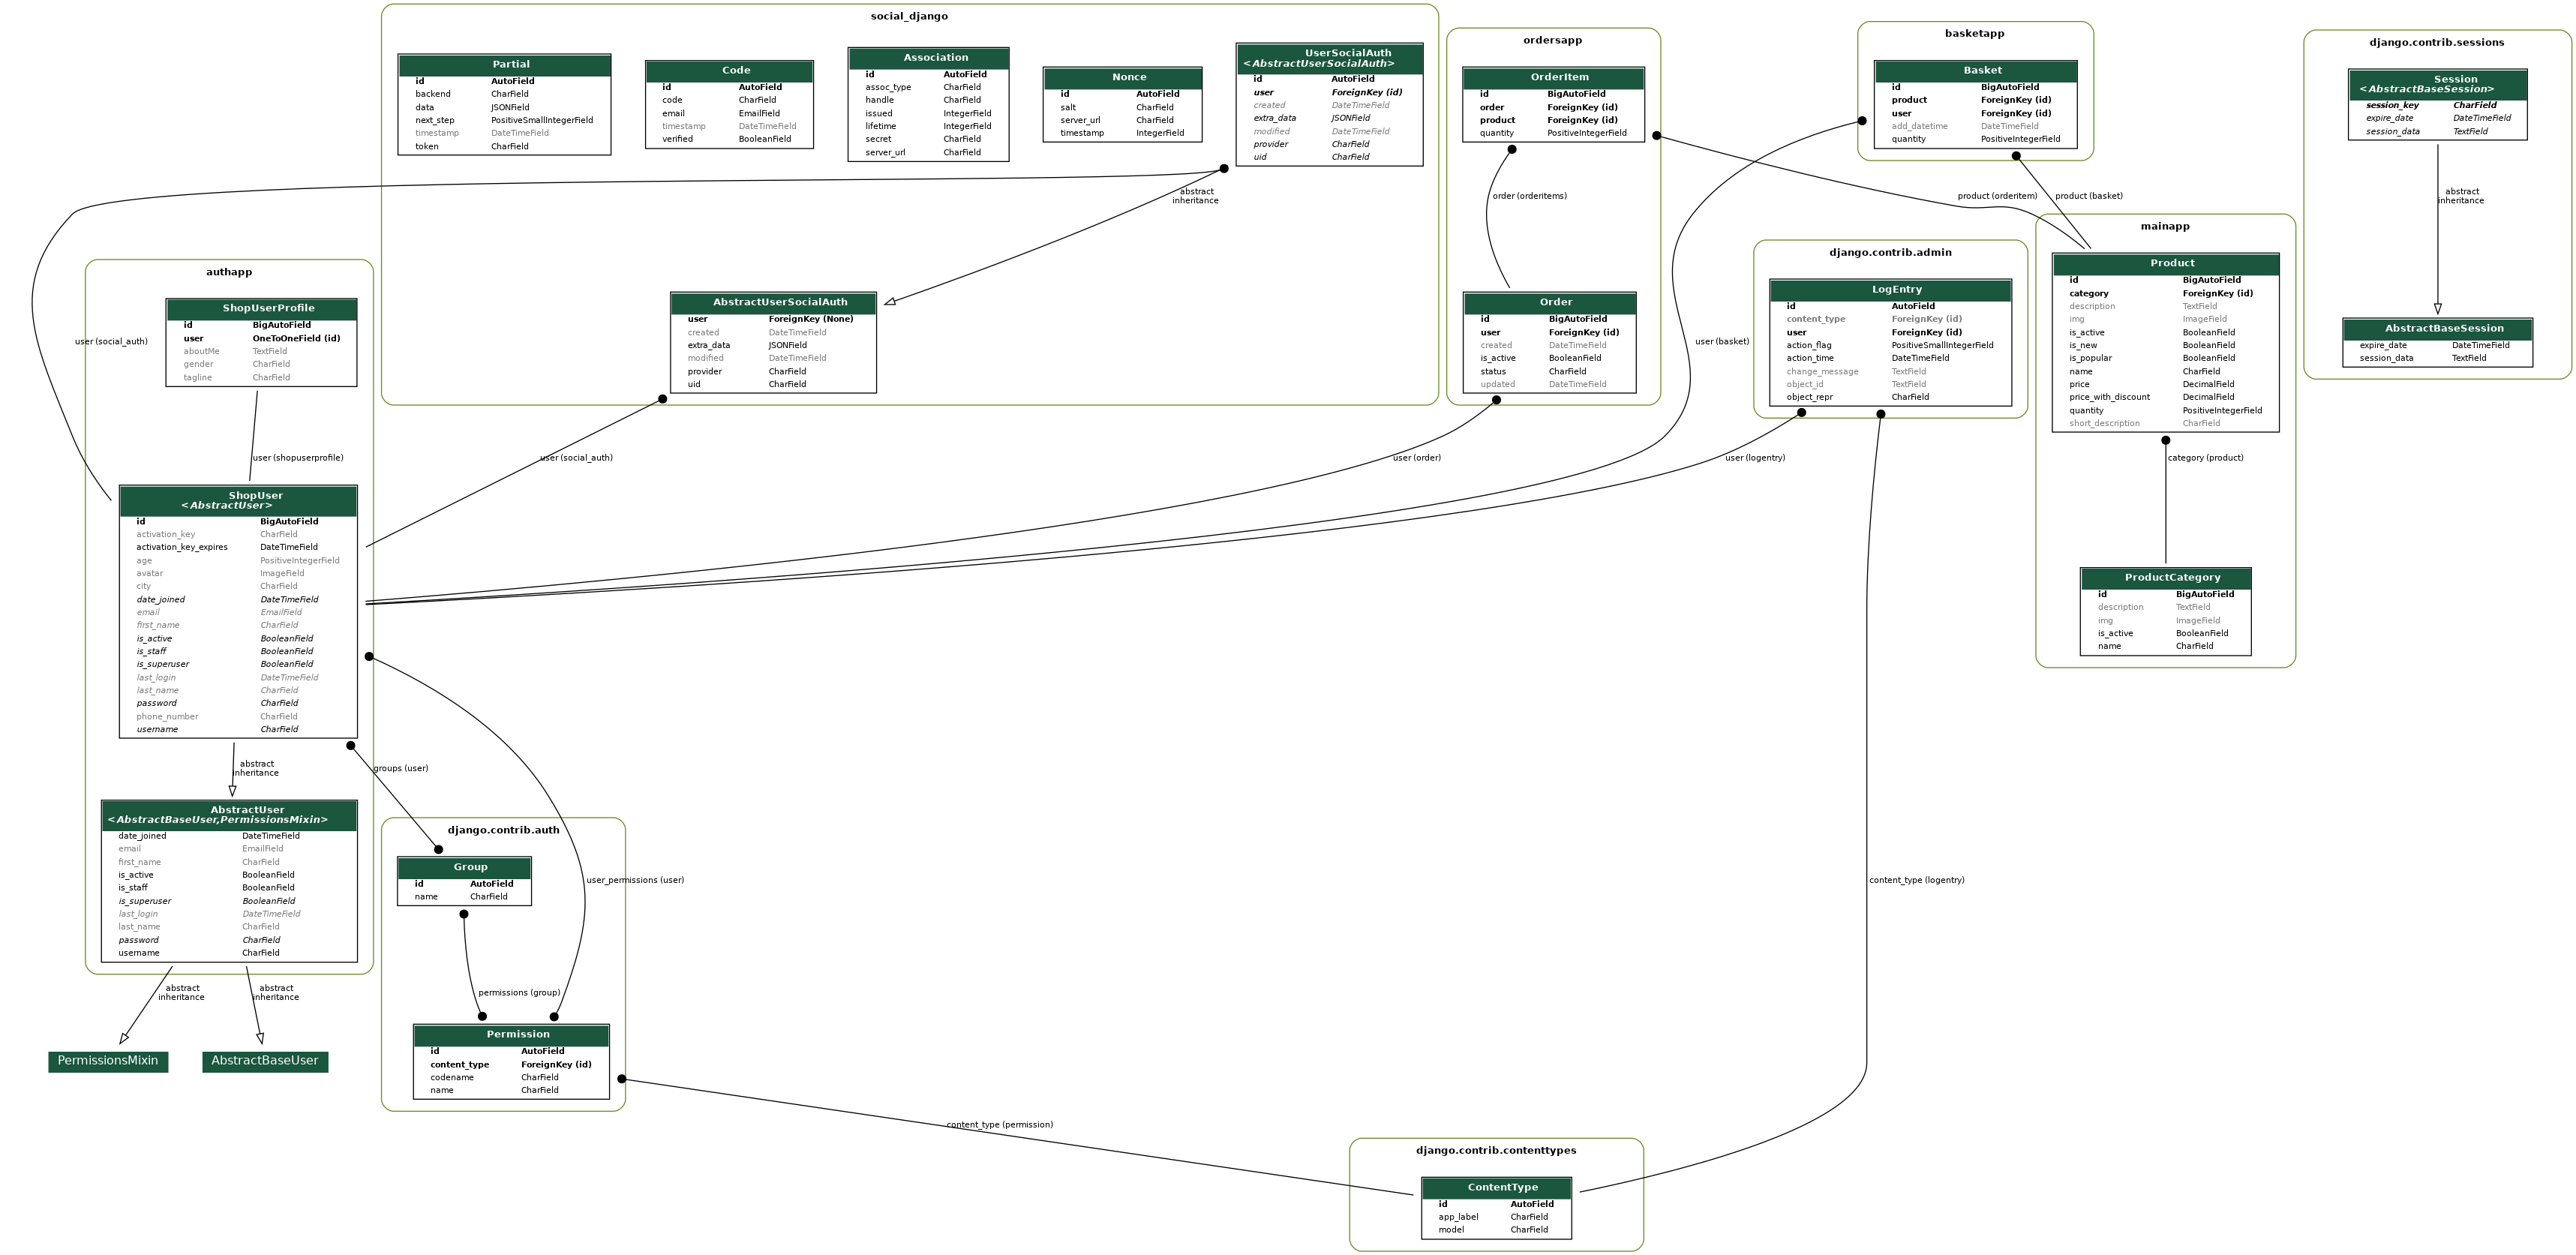 social_django
Partial
id AutoField
backend CharField
data JSONField
next_step PositiveSmallIntegerField
timestamp DateTimeField
token CharField
Code
id AutoField
code CharField
email EmailField
timestamp DateTimeField
verified BooleanField
Association
id AutoField
assoc_type CharField
handle CharField
issued IntegerField
lifetime IntegerField
secret CharField
server_url CharField
Nonce
id AutoField
salt CharField
server_url CharField
timestamp IntegerField
UserSocialAuth
<AbstractUserSocialAuth>
id AutoField
user ForeignKey (id)
created DateTimeField
extra_data JSONField
modified DateTimeField
provider CharField
uid CharField
abstract
inheritance
AbstractUserSocialAuth
user ForeignKey (None)
created DateTimeField
extra_data JSONField
modified DateTimeField
provider CharField
uid CharField
ordersapp
OrderItem
id BigAutoField
order ForeignKey (id)
product ForeignKey (id)
quantity PositiveIntegerField
order (orderitems)
Order
id BigAutoField
user ForeignKey (id)
created DateTimeField
is_active BooleanField
status CharField
updated DateTimeField
basketapp
Basket
id BigAutoField
product ForeignKey (id)
user ForeignKey (id)
add_datetime DateTimeField
quantity PositiveIntegerField
product (orderitem)
product (basket)
django.contrib.sessions
Session
<AbstractBaseSession>
session_key CharField
expire_date DateTimeField
session_data TextField
abstract
inheritance
AbstractBaseSession
expire_date DateTimeField
session_data TextField
mainapp
Product
id BigAutoField
category ForeignKey (id)
description TextField
img ImageField
is_active BooleanField
is_new BooleanField
is_popular BooleanField
name CharField
price DecimalField
price_with_discount DecimalField
quantity PositiveIntegerField
short_description CharField
category (product)
ProductCategory
id BigAutoField
description TextField
img ImageField
is_active BooleanField
name CharField
django.contrib.admin
LogEntry
id AutoField
content_type ForeignKey (id)
user ForeignKey (id)
action_flag PositiveSmallIntegerField
action_time DateTimeField
change_message TextField
object_id TextField
object_repr CharField
user (basket)
user (social_auth)
user (order)
user (logentry)
authapp
ShopUserProfile
id BigAutoField
user OneToOneField (id)
aboutMe TextField
gender CharField
tagline CharField
user (social_auth)
user (shopuserprofile)
ShopUser
<AbstractUser>
id BigAutoField
activation_key CharField
activation_key_expires DateTimeField
age PositiveIntegerField
avatar ImageField
city CharField
date_joined DateTimeField
email EmailField
first_name CharField
is_active BooleanField
is_staff BooleanField
is_superuser BooleanField
last_login DateTimeField
last_name CharField
password CharField
phone_number CharField
username CharField
abstract
inheritance
groups (user)
AbstractUser
<AbstractBaseUser,PermissionsMixin>
date_joined DateTimeField
email EmailField
first_name CharField
is_active BooleanField
is_staff BooleanField
is_superuser BooleanField
last_login DateTimeField
last_name CharField
password CharField
username CharField
abstract
inheritance
abstract
inheritance
PermissionsMixin
AbstractBaseUser
django.contrib.auth
Group
id AutoField
name CharField
user_permissions (user)
permissions (group)
Permission
id AutoField
content_type ForeignKey (id)
codename CharField
name CharField
content_type (logentry)
content_type (permission)
django.contrib.contenttypes
ContentType
id AutoField
app_label CharField
model CharField